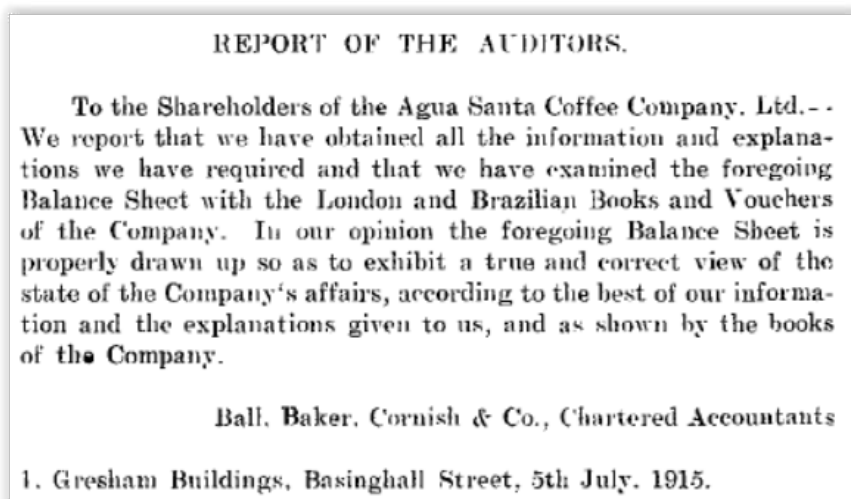 REPORT OF THE AUDITORS.
To the Shareholders of the Agua Santa Coffee Company, Ltd.--
We report that we have obtained all the information and explana-
tions we have required and that we have examined the foregoing
Balance Sheet with the London and Brazilian Books and Vouchers
of the Company. In our opinion the foregoing Balance Sheet is
properly drawn up so as to exhibit a true and correct view of the
state of the Company's affairs, according to the best of our informa-
tion and the explanations given to us, and as shown by the books
of the Company.
Ball, Baker, Cornish & Co., Chartered Accountants
1, Gresham Buildings, Basinghall Street, 5th July, 1915.